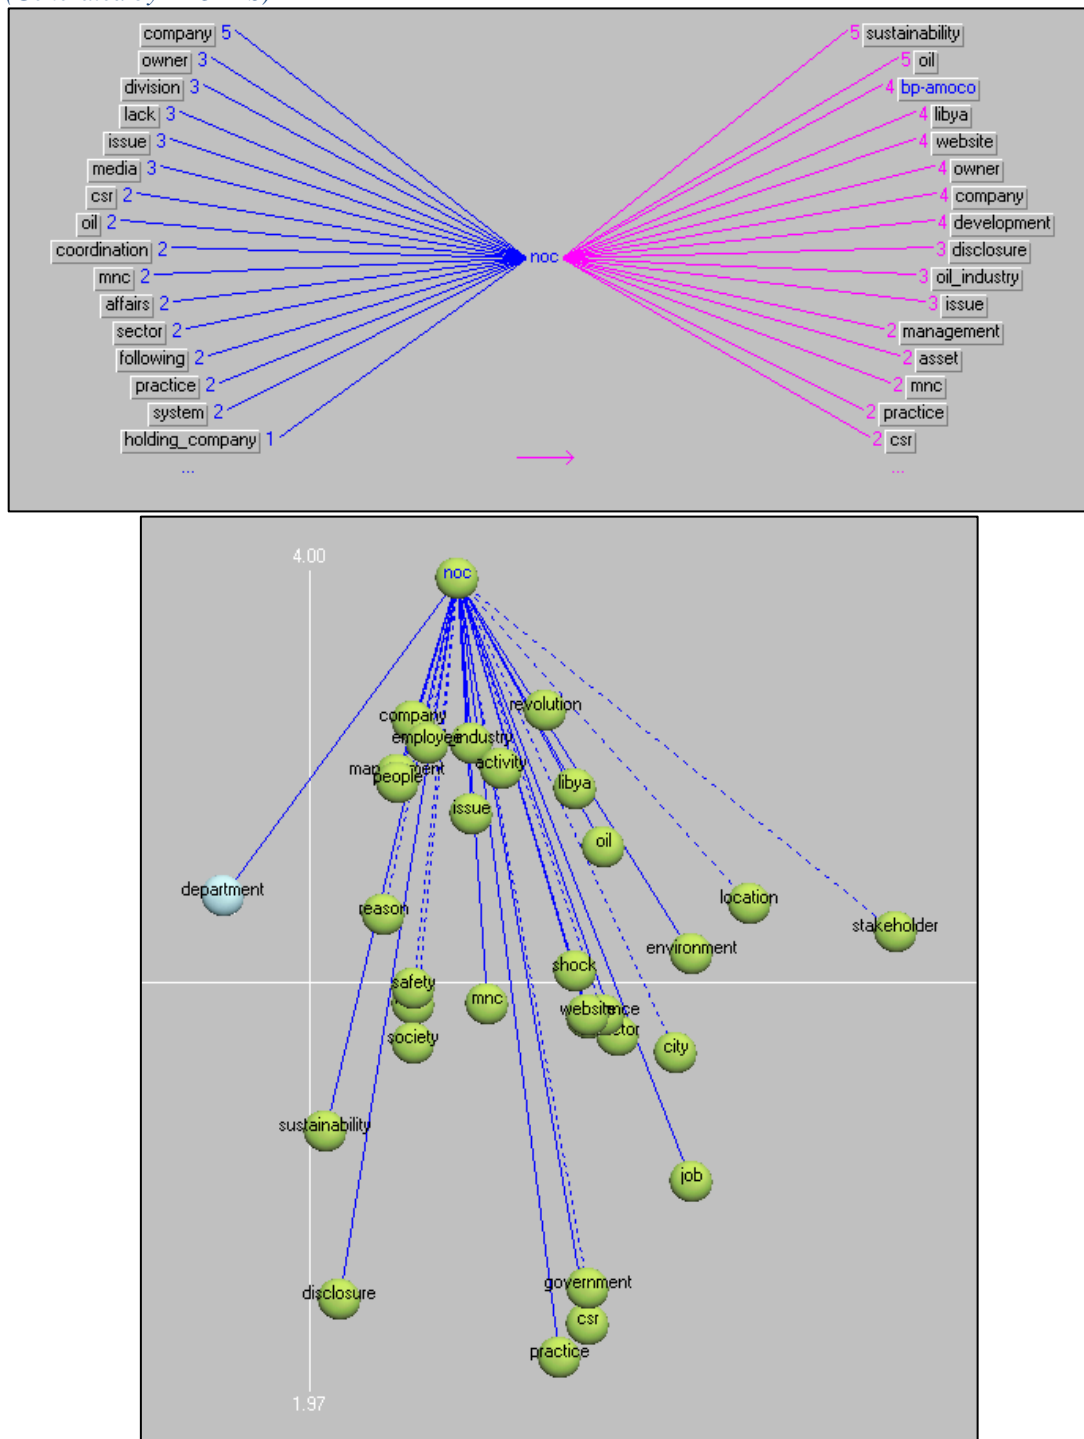 company 5
owner 3
division 3
lack 3
issue 3
media 3
csr 2
oil 2
coordination 2
mnc 2
affairs 2
sector 2
following 2
practice 2
system 2
holding_company 1
...
noc
5 sustainability
5 oil
4 bp-amoco
4 libya
4 website
4 owner
4 company
4 development
3 disclosure
3 oil_industry
3 issue
2 management
2 asset
2 mnc
2 practice
2 csr
...
4.00
noc
revolution
company
employee
industry
activity
people
libya
issue
oil
department
reason
location
stakeholder
environment
shock
safety
mnc
website
society
city
sustainability
job
government
disclosure
csr
practice
1.97